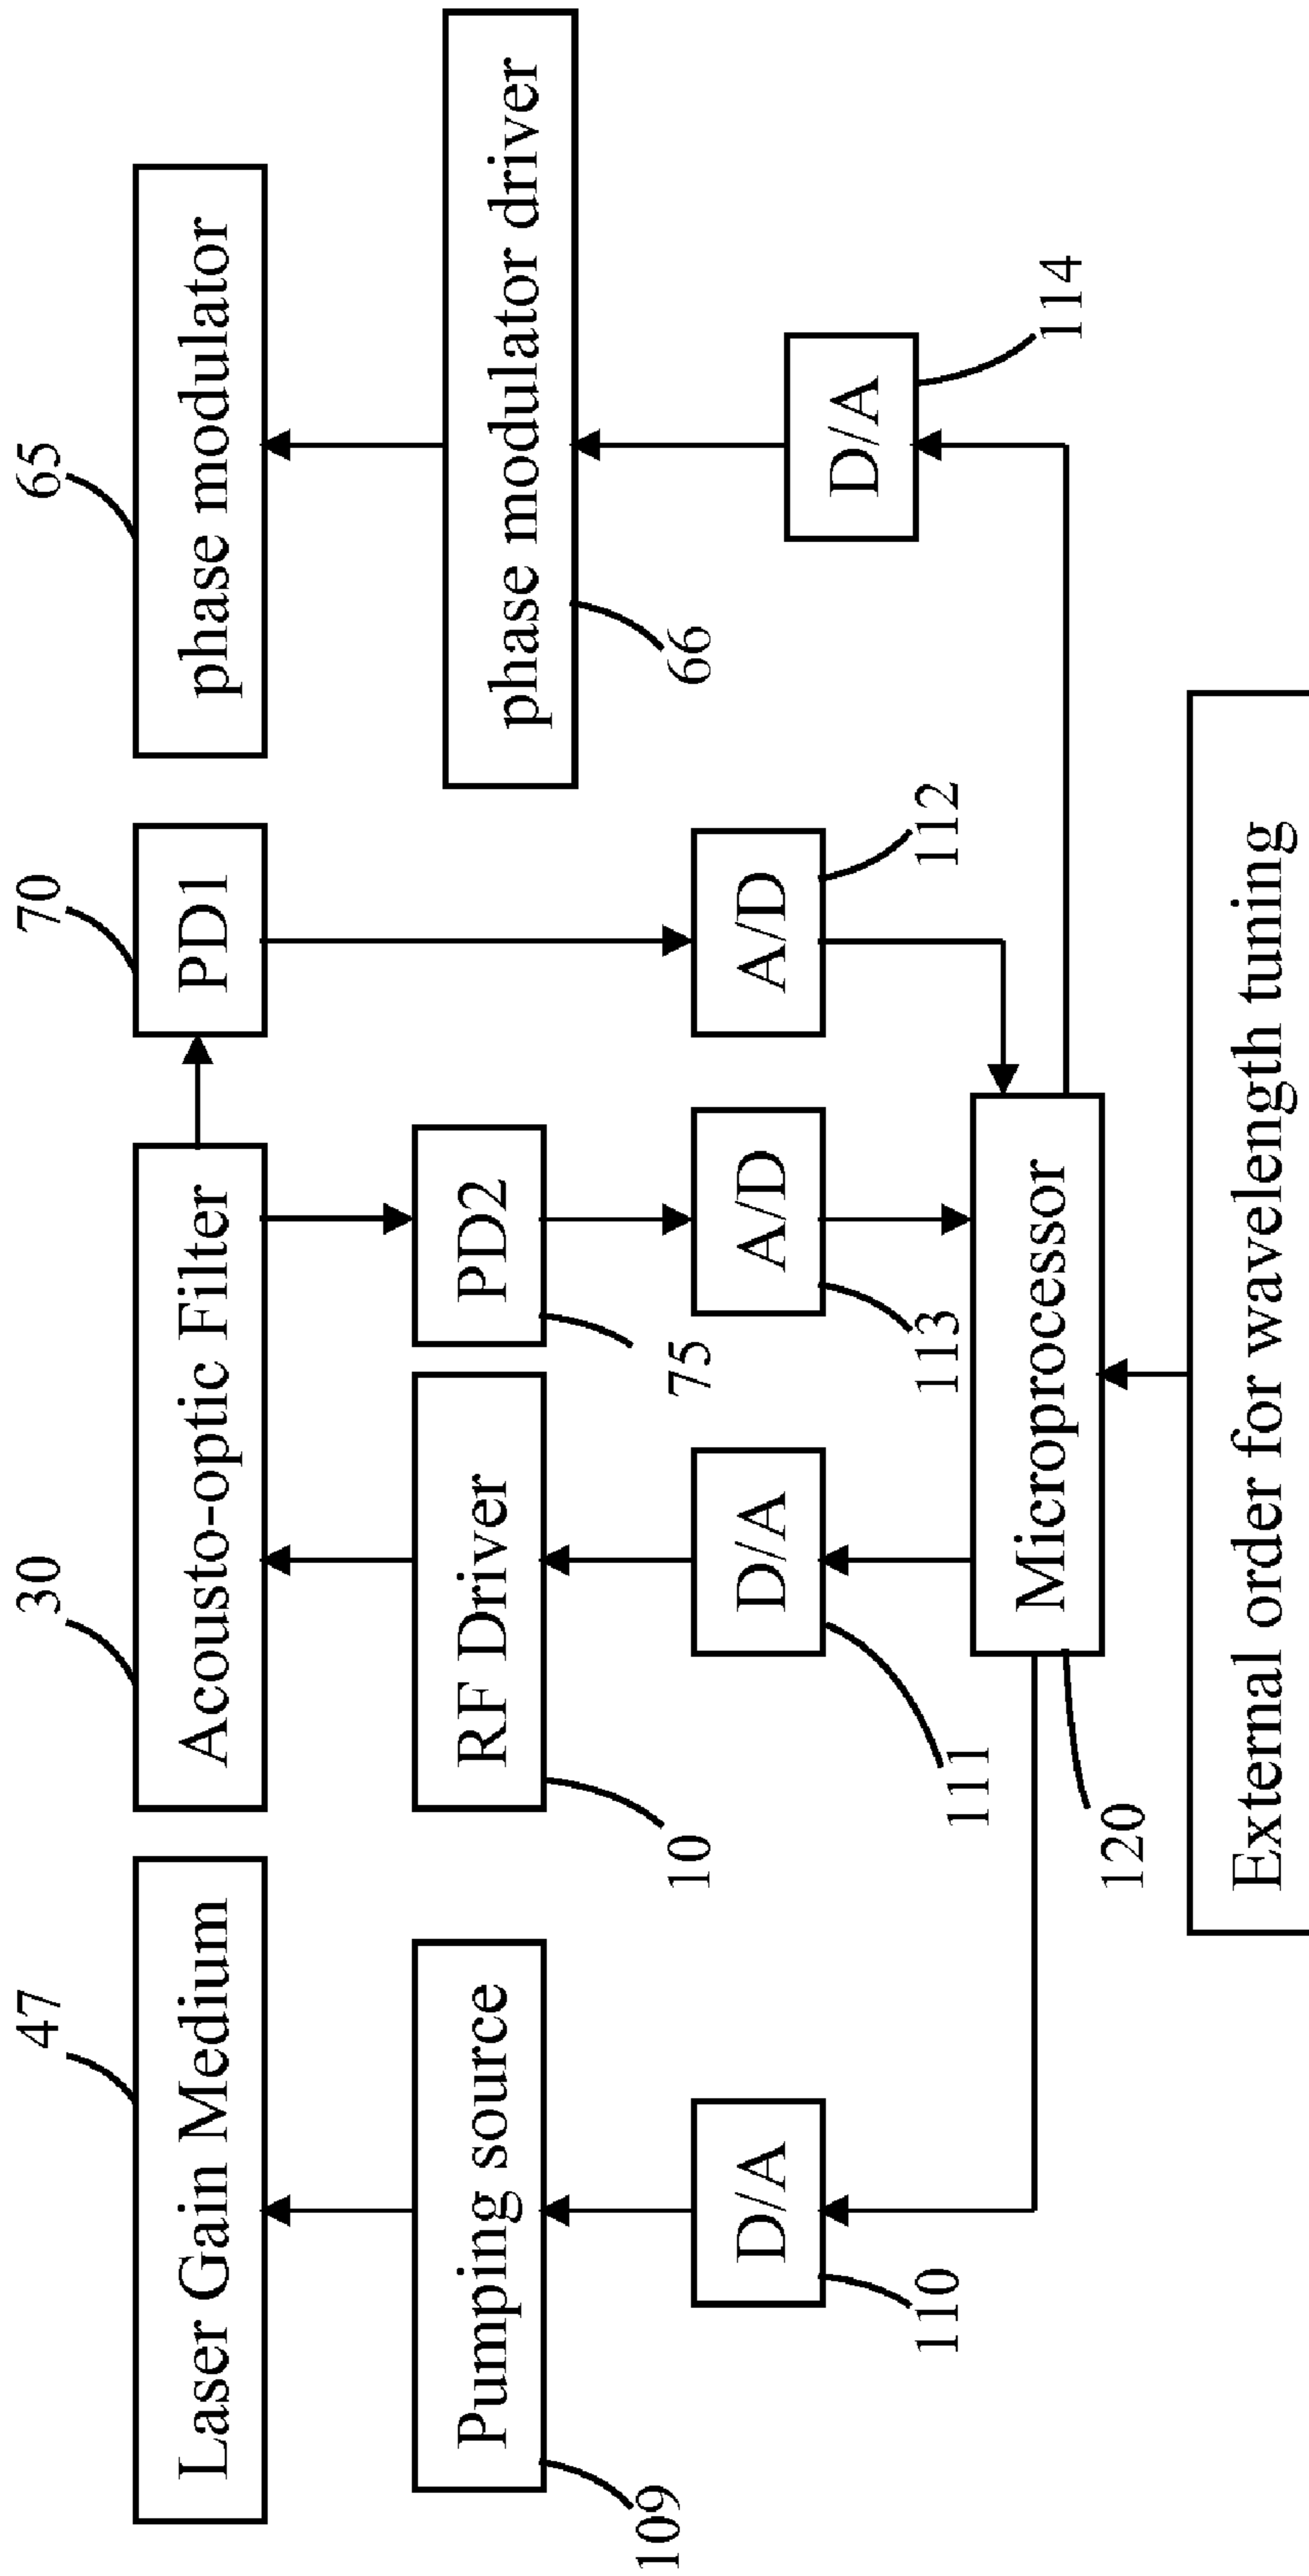 47
30
70
65
Laser Gain Medium
Acousto-optic Filter
PD1
phase modulator
Pumping source
RF Driver
PD2
phase modulator driver
109
10
75
66
D/A
D/A
A/D
A/D
D/A
110
111
113
112
114
Microprocessor
120
External order for wavelength tuning